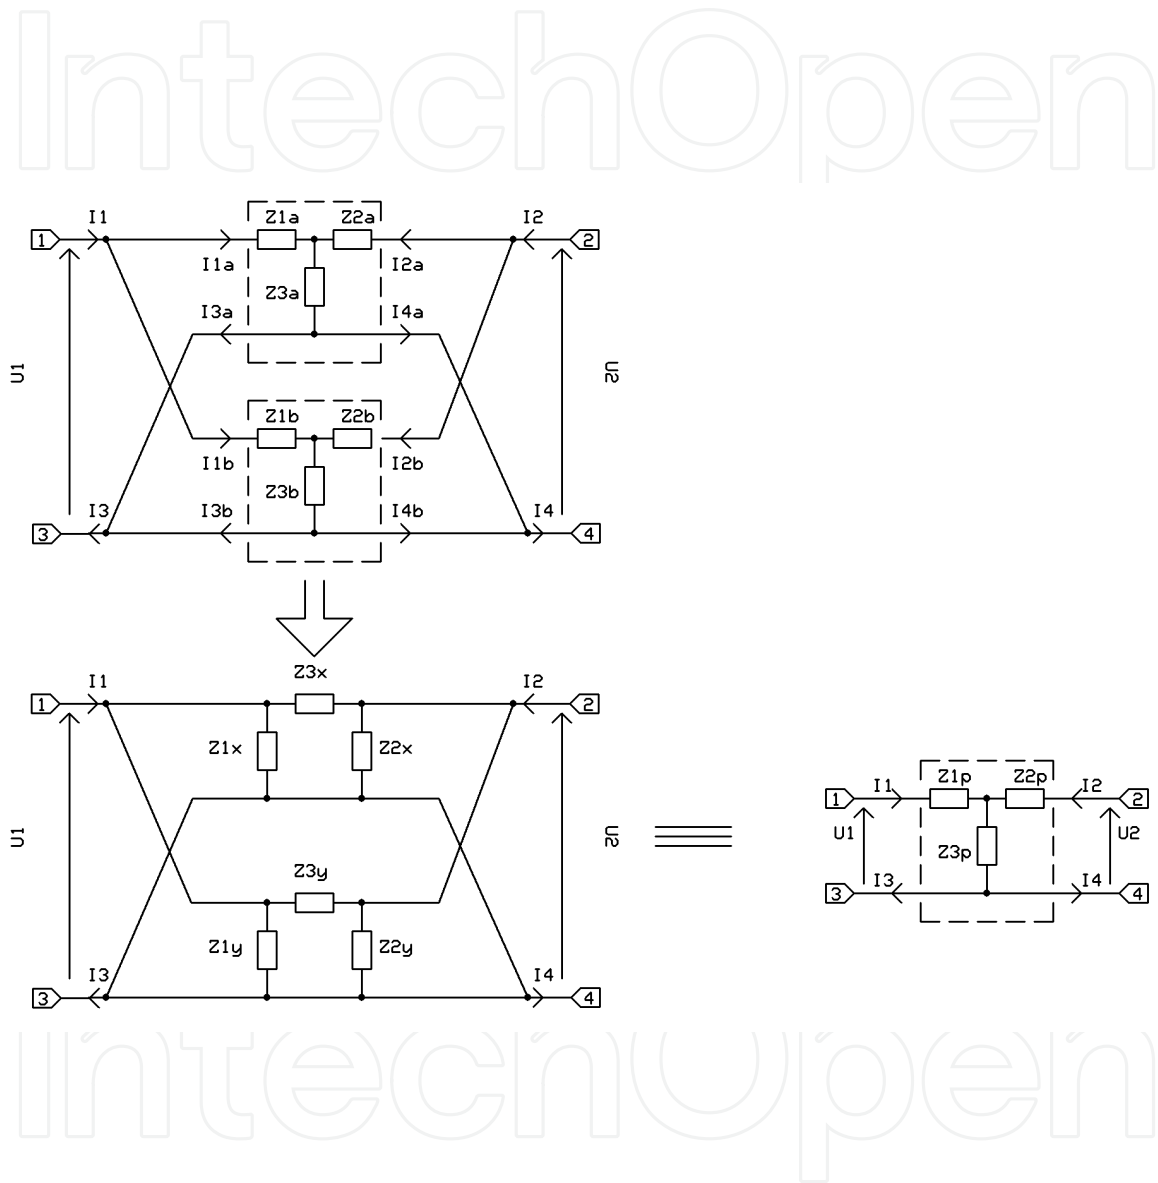 IntechOpen
I1 Z1a Z2a I2
1 2
I1a I2a
Z3a
I3a I4a
U1 U2
Z1b Z2b
I1b I2b
Z3b
I3 I3b I4b I4
3 4
Z3x
I1 I2
1 2
Z1x Z2x
U1 U2
Z3y
Z1y Z2y
I3 I4
3 4
I1 Z1p Z2p I2
1 2
U1 U2
Z3p
I3 I4
3 4
IntechOpen